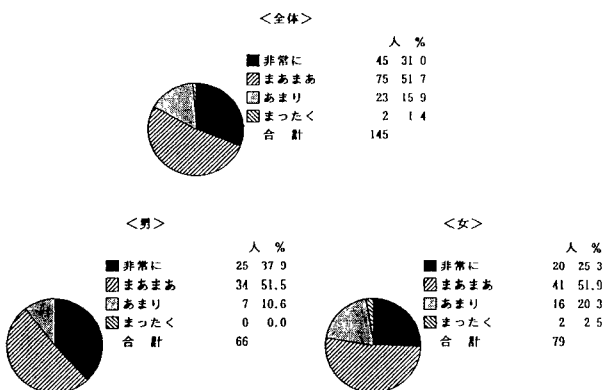 ＜全体＞
人 %
非常に 45 31 0
まあまあ 75 51.7
あまり 23 15 9
まったく 2 1 4
合 計 145
＜男＞
人 %
非常に 25 37 9
まあまあ 34 51.5
あまり 7 10.6
まったく 0 0.0
合 計 66
＜女＞
人 %
非常に 20 25 3
まあまあ 41 51.9
あまり 16 20.3
まったく 2 2 5
合 計 79